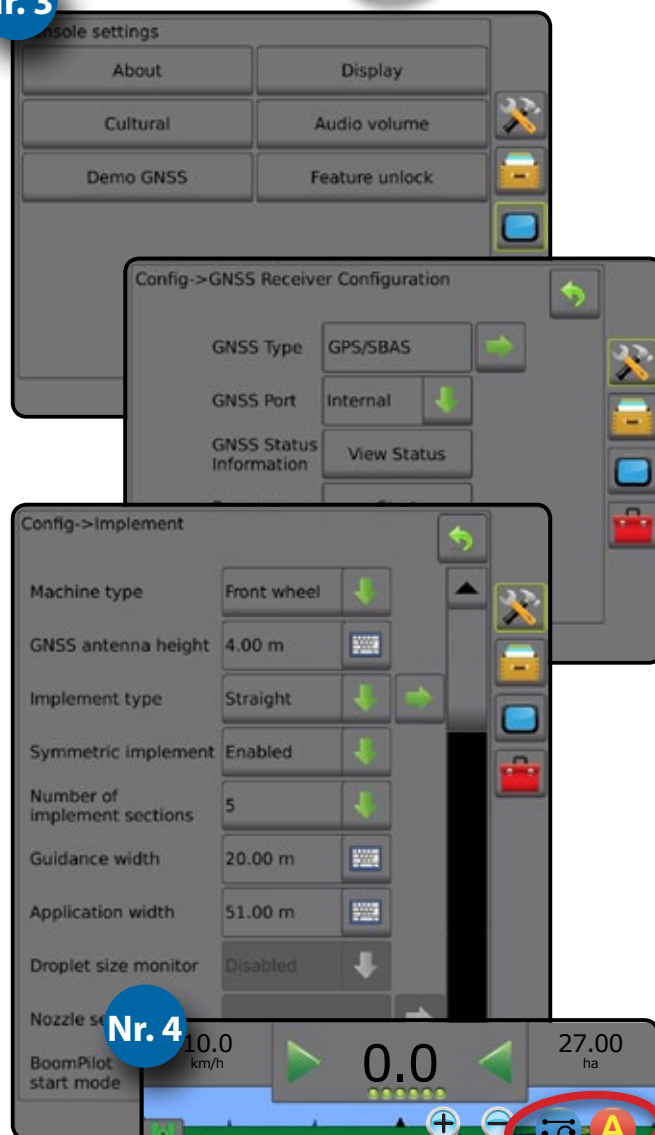 Nr. 3
Console settings
About
Display
Cultural
Audio volume
Demo GNSS
Feature unlock
Config->GNSS Receiver Configuration
GNSS Type
GPS/SBAS
GNSS Port
Internal
GNSS Status
Information
View Status
Config->Implement
Machine type
Front wheel
GNSS antenna height
4.00 m
Implement type
Straight
Symmetric implement
Enabled
Number of
implement sections
5
Guidance width
20.00 m
Application width
51.00 m
Droplet size monitor
Disabled
Nozzle
BoomPilot
start mode
Nr. 4
10.0
km/h
0.0
27.00
ha
A